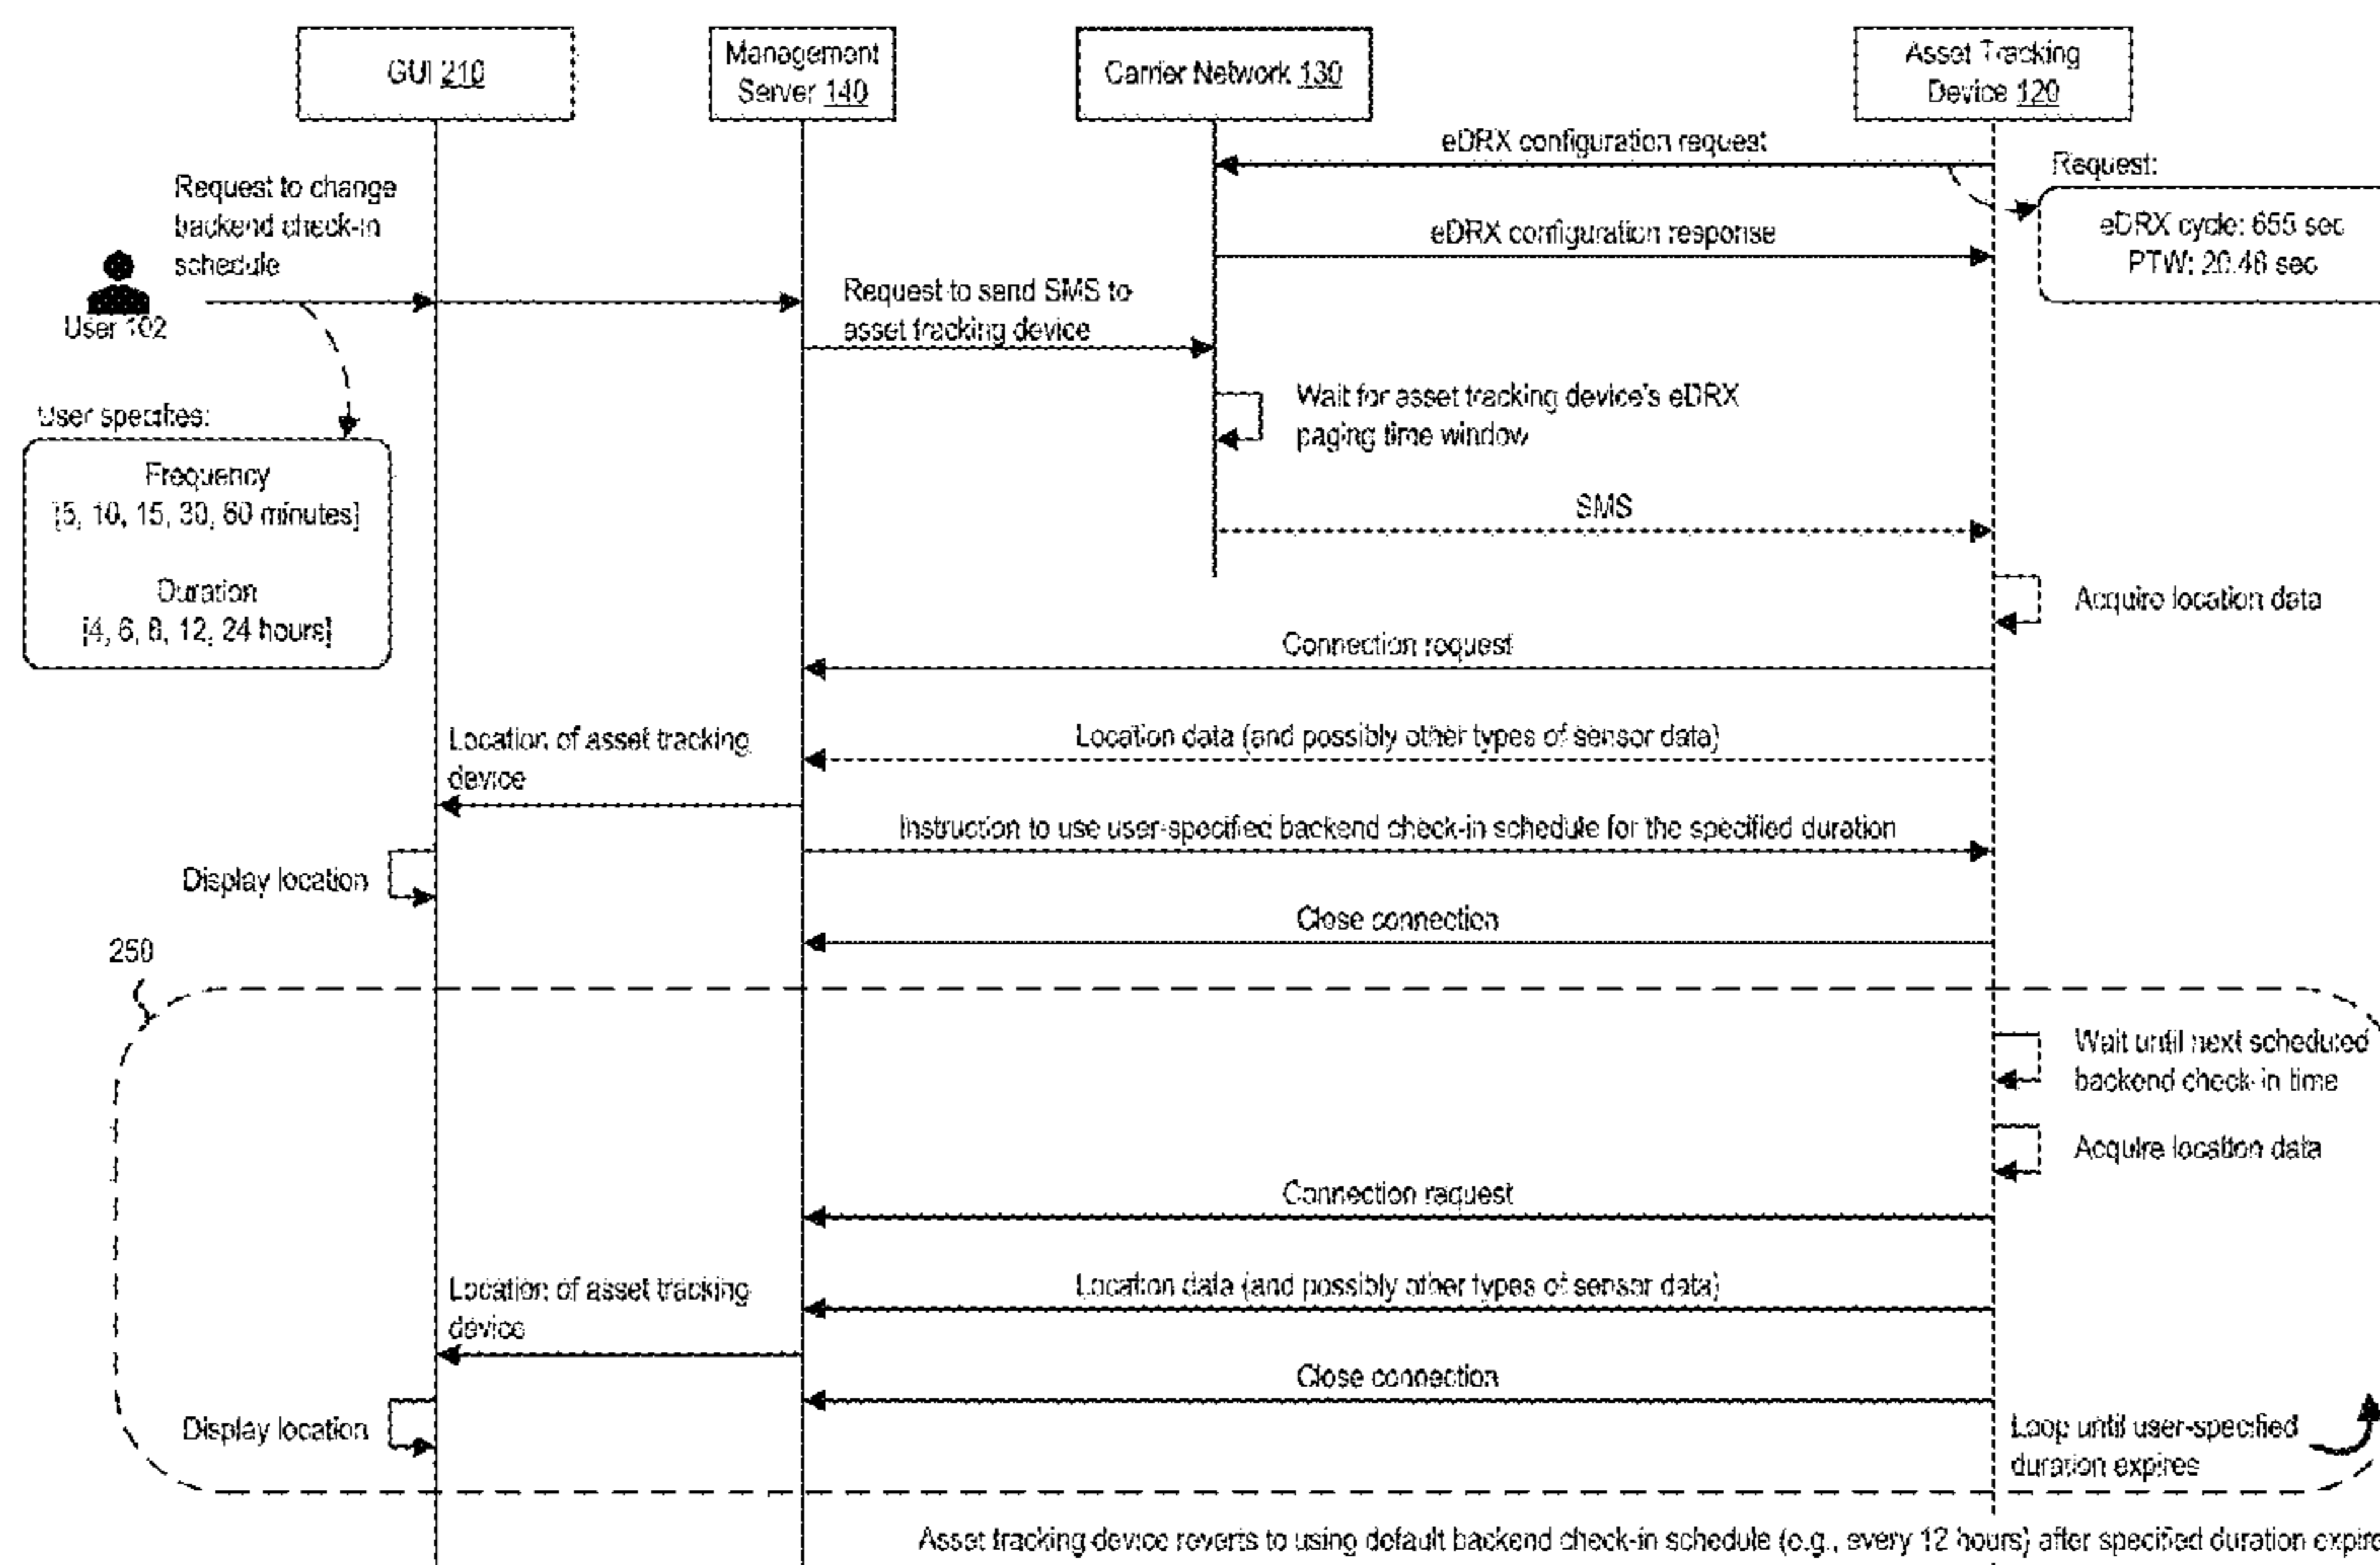 GUI 210
Management
Server 140
Carrier Network 130
Asset Tracking
Device 120
eDRX configuration request
Request:
eDRX cycle: 655 sec
PTW: 20.48 sec
Request to change
backend check-in
schedule
eDRX configuration response
User 102
Request to send SMS to
asset tracking device
User specifies:
Frequency
[5, 10, 15, 30, 60 minutes]
Duration
[4, 6, 8, 12, 24 hours]
Wait for asset tracking device's eDRX
paging time window
SMS
Acquire location data
Connection request
Location of asset tracking
device
Location data (and possibly other types of sensor data)
Instruction to use user-specified backend check-in schedule for the specified duration
Display location
Close connection
250
Wait until next scheduled
backend check-in time
Acquire location data
Connection request
Location of asset tracking
device
Location data (and possibly other types of sensor data)
Close connection
Display location
Loop until user-specified
duration expires
Asset tracking device reverts to using default backend check-in schedule (e.g., every 12 hours) after specified duration